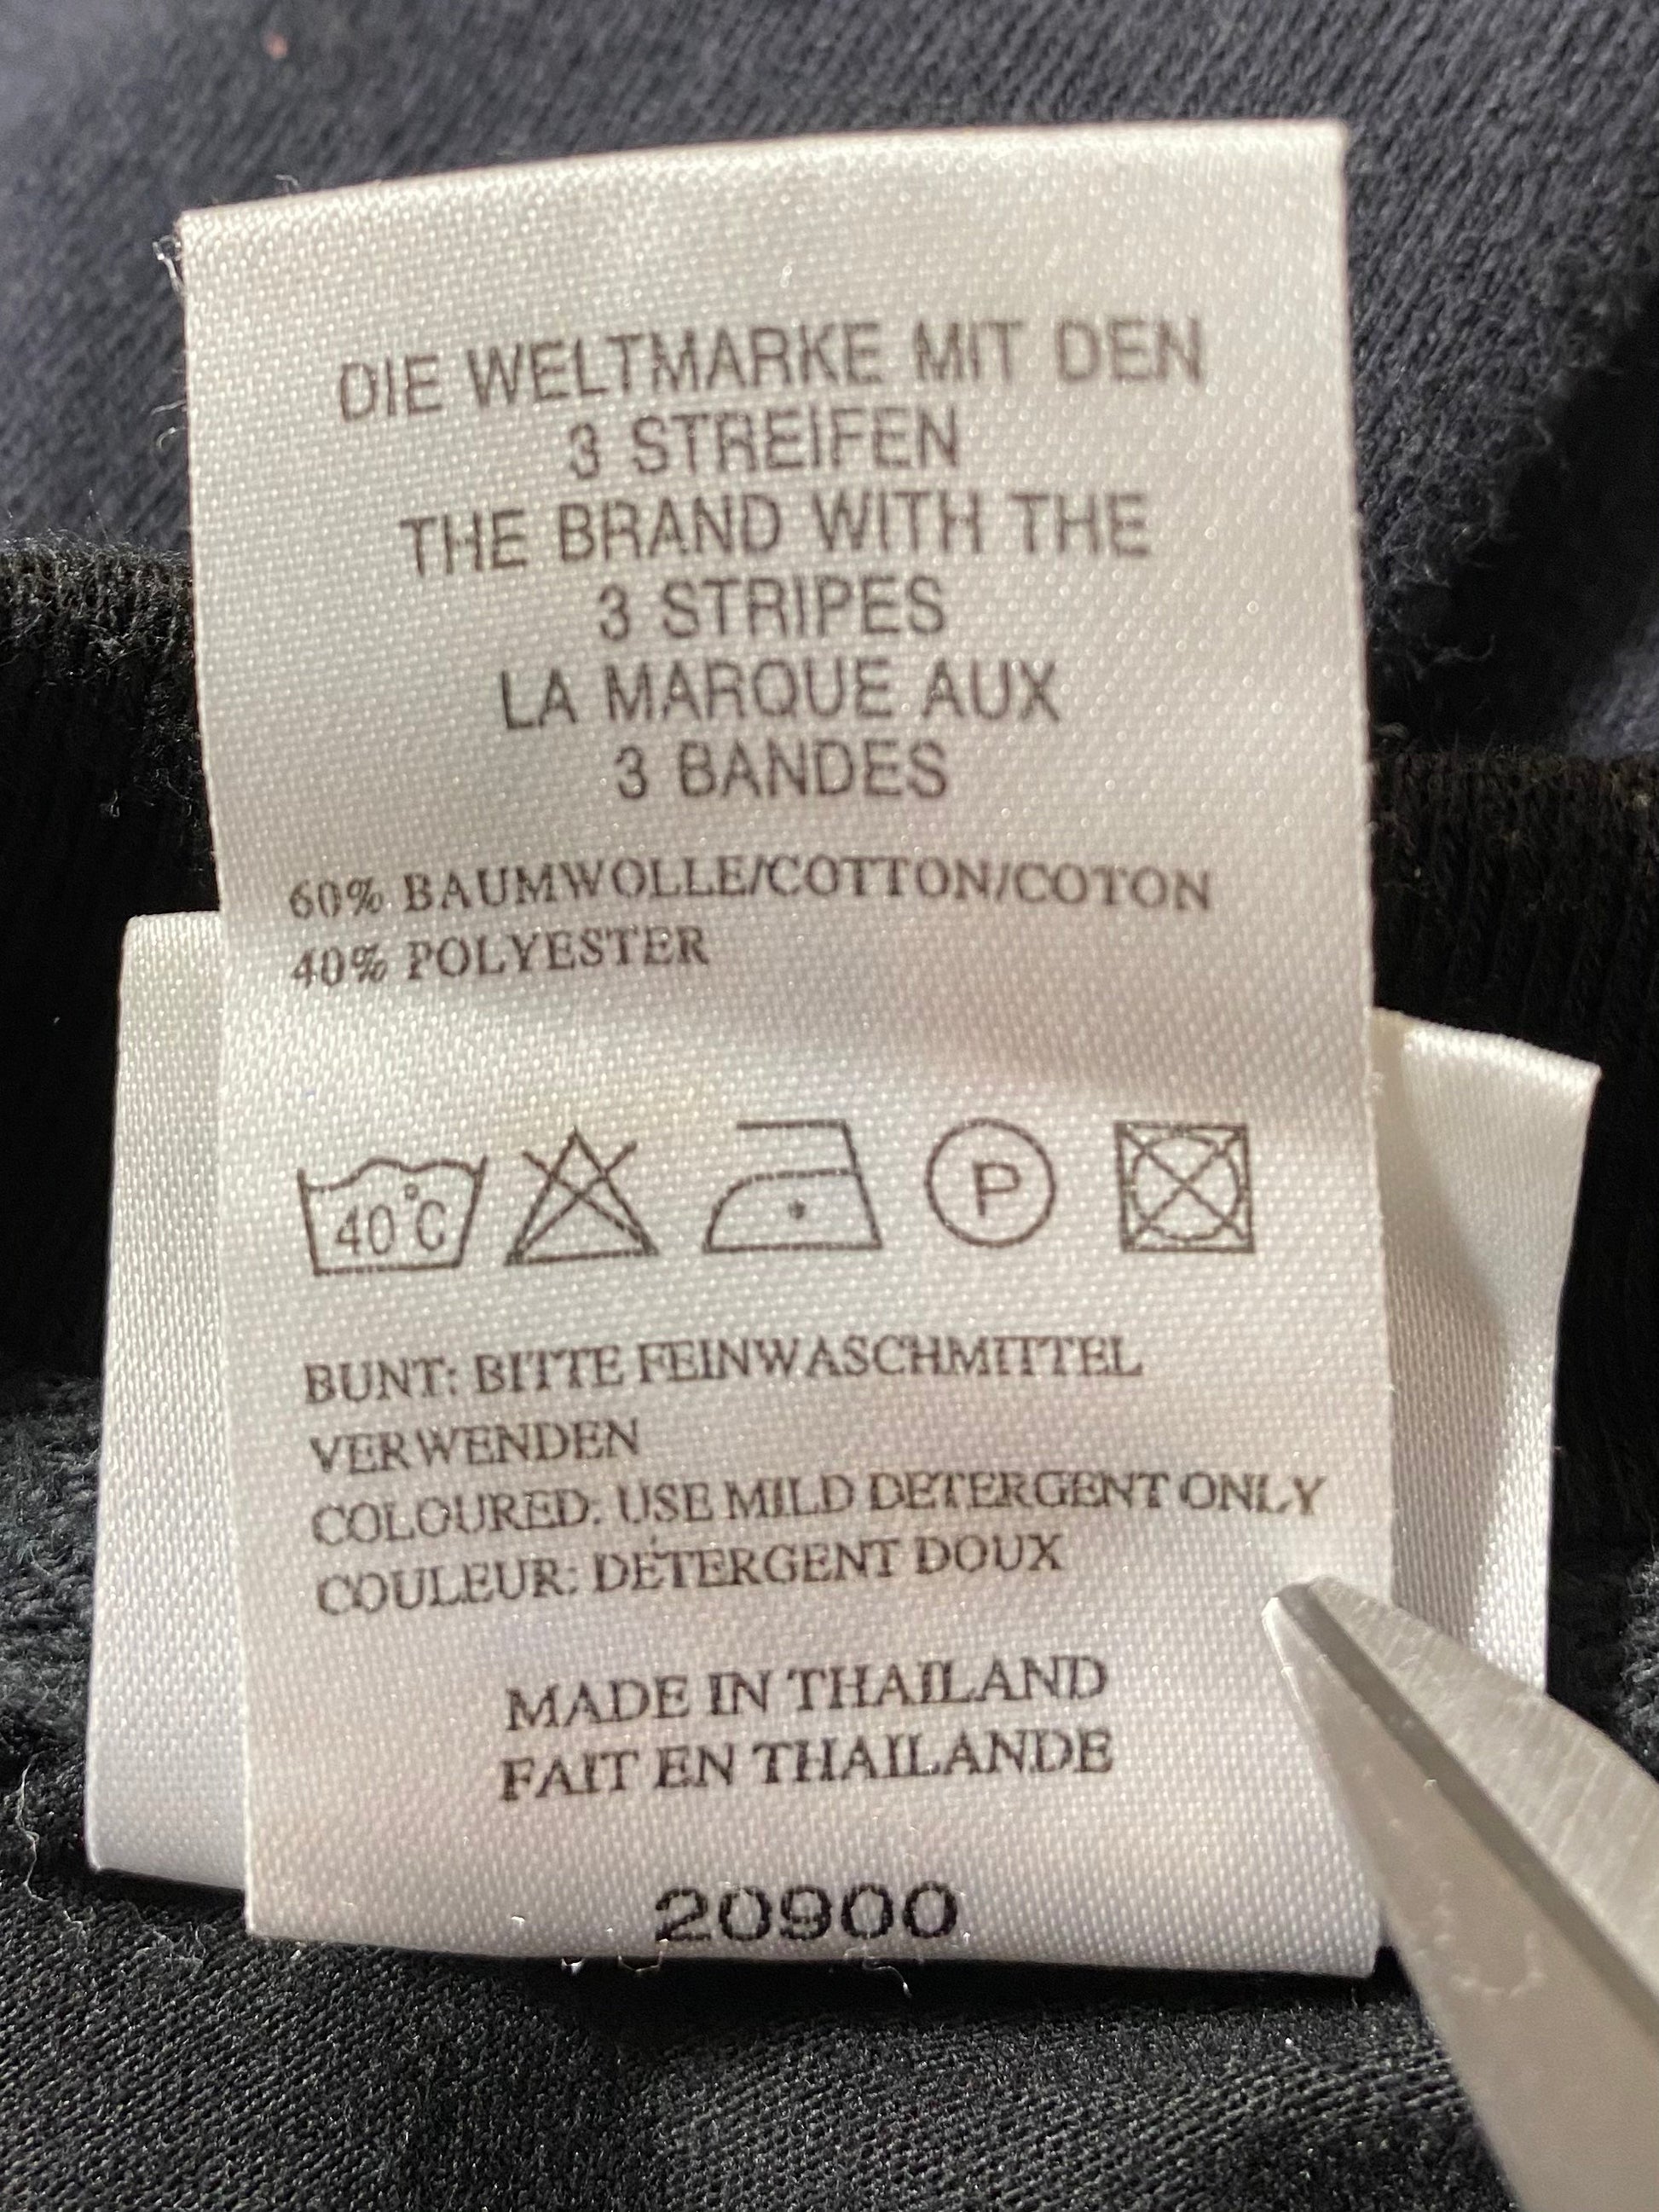 DIE WELTMARKE MIT DEN
3 STREIFEN
THE BRAND WITH THE
3 STRIPES
LA MARQUE AUX
3 BANDES
60% BAUMWOLLE/COTTON/COTON
40% POLYESTER
40°C P
BUNT: BITTE FEINWASCHMITTEL
VERWENDEN
COLOURED: USE MILD DETERGENT ONLY
COULEUR: DÉTERGENT DOUX
MADE IN THAILAND
FAIT EN THAILANDE
20900